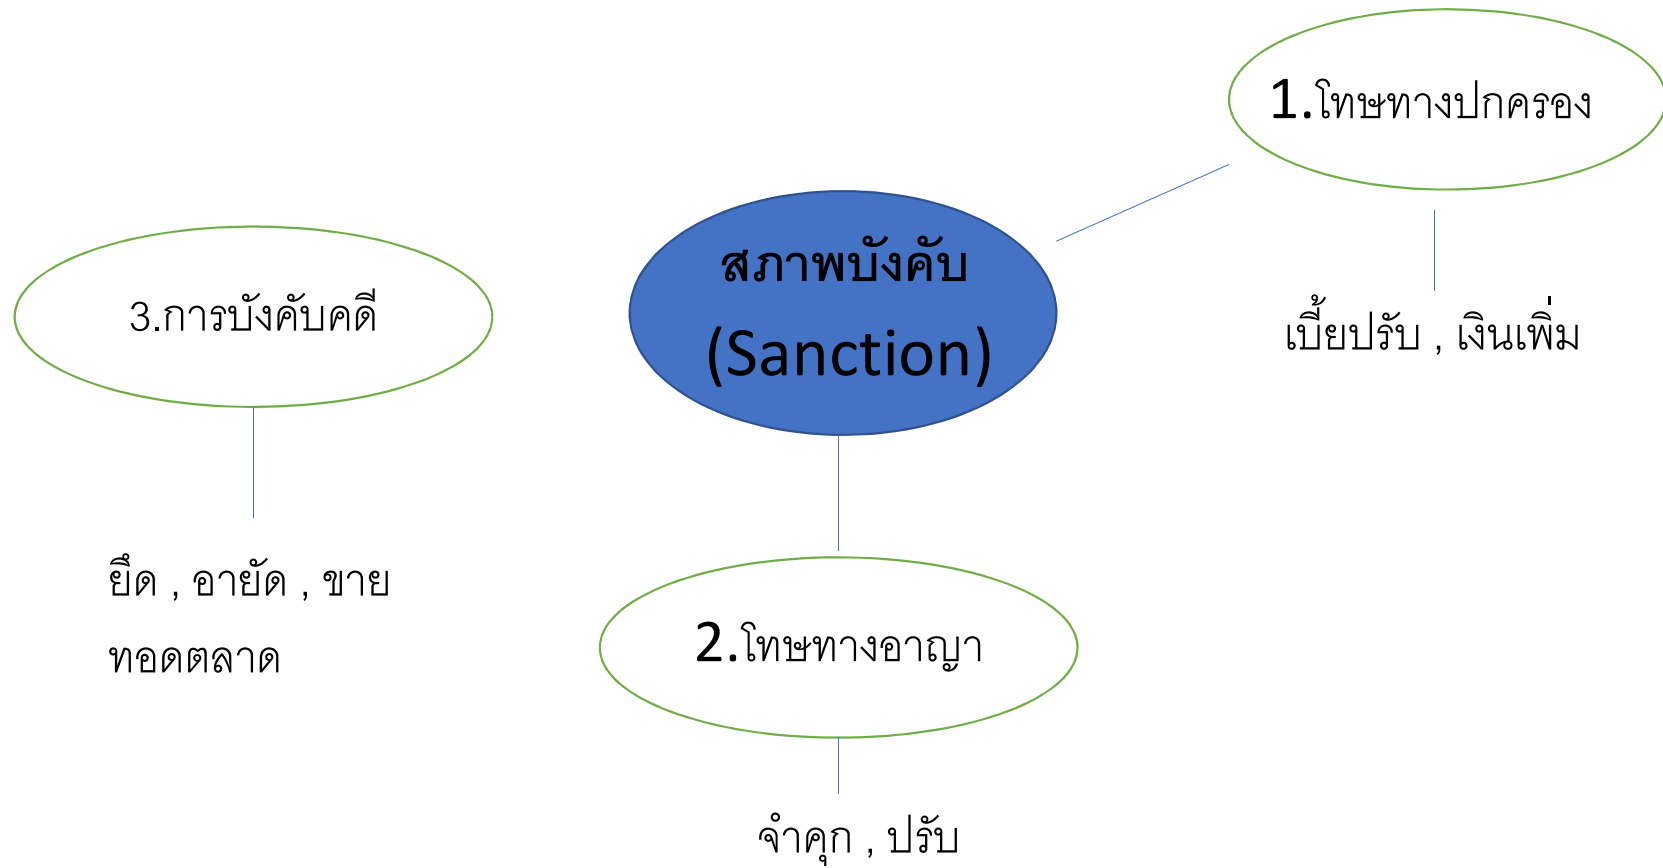 สภาพบังคับ
(Sanction)
1.โทษทางปกครอง
เบี้ยปรับ , เงินเพิ่ม
2.โทษทางอาญา
จำคุก , ปรับ
3.การบังคับคดี
ยึด , อายัด , ขาย
ทอดตลาด